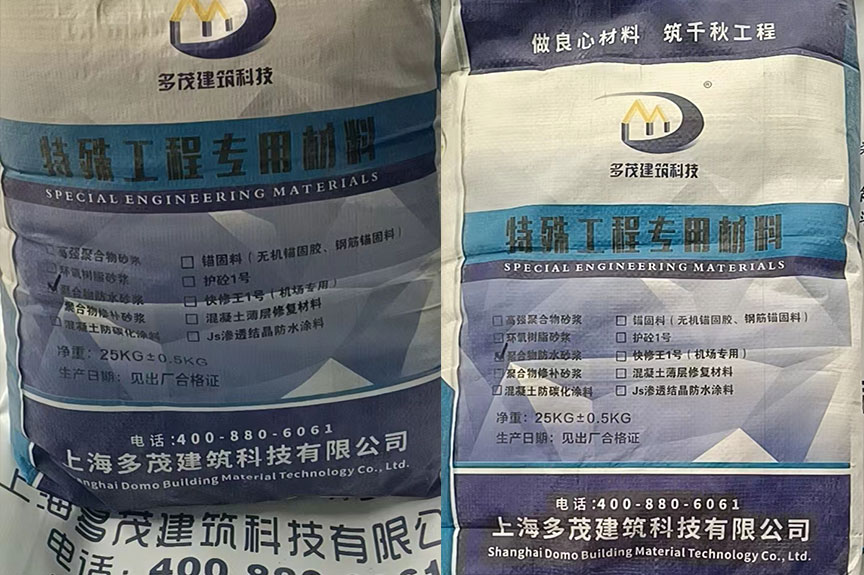 多茂建筑科技
特殊工程专用材料
SPECIAL ENGINEERING MATERIALS
高强聚合物砂浆
环氧树脂砂浆
聚合物防水砂浆
聚合物修补砂浆
混凝土防碳化涂料
锚固料（无机锚固胶、钢筋锚固料）
护砼1号
快修王1号（机场专用）
混凝土薄层修复材料
Js渗透结晶防水涂料
净重：25KG±0.5KG
生产日期：见出厂合格证
电话:400-880-6061
上海多茂建筑科技有限公司
anghai Domo Building Material Technology Co., Ltd.
上海多茂建筑科技有限
电话:400-880-6061
做良心材料 筑千秋工程
®
多茂建筑科技
特殊工程专用材料
SPECIAL ENGINEERING MATERIALS
高强聚合物砂浆
环氧树脂砂浆
聚合物防水砂浆
聚合物修补砂浆
混凝土防碳化涂料
锚固料（无机锚固胶、钢筋锚固料）
护砼1号
快修王1号（机场专用）
混凝土薄层修复材料
Js渗透结晶防水涂料
净重：25KG±0.5KG
生产日期：见出厂合格证
电话:400-880-6061
上海多茂建筑科技有限公司
Shanghai Domo Building Material Technology Co., Ltd.